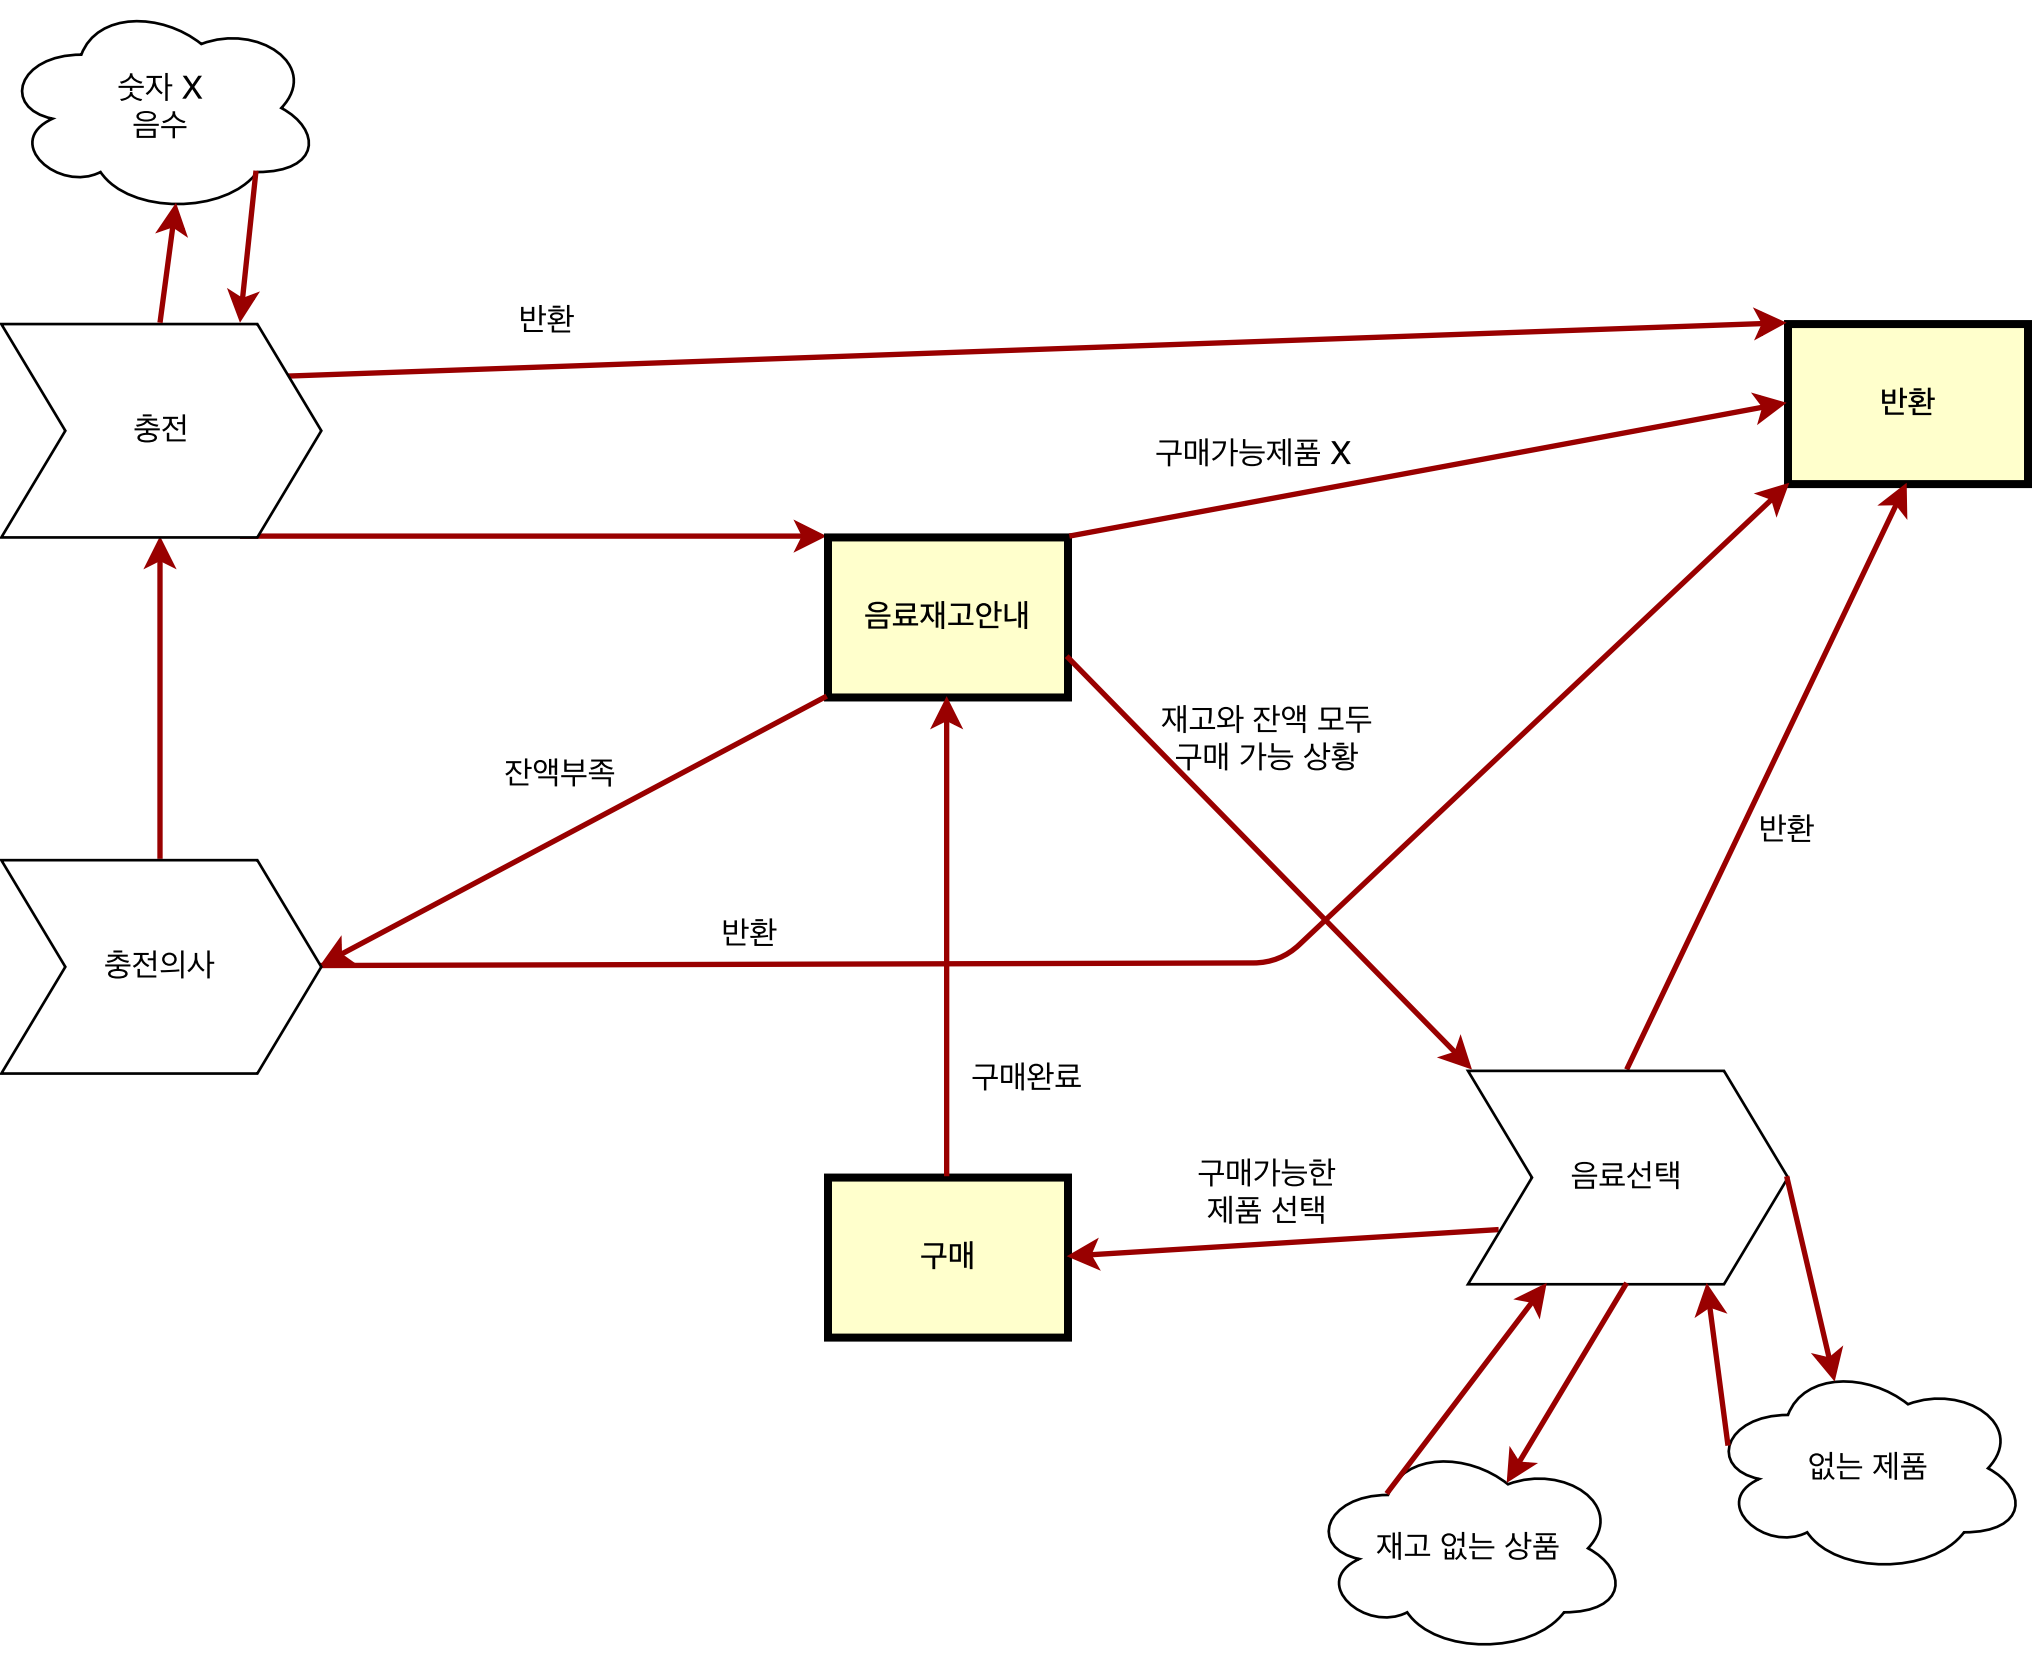 숫자 X
음수
반환
반환
충전
구매가능제품 X
음료재고안내
재고와 잔액 모두
구매 가능 상황
잔액부족
반환
반환
충전의사
구매완료
구매가능한
제품 선택
음료선택
구매
없는 제품
재고 없는 상품